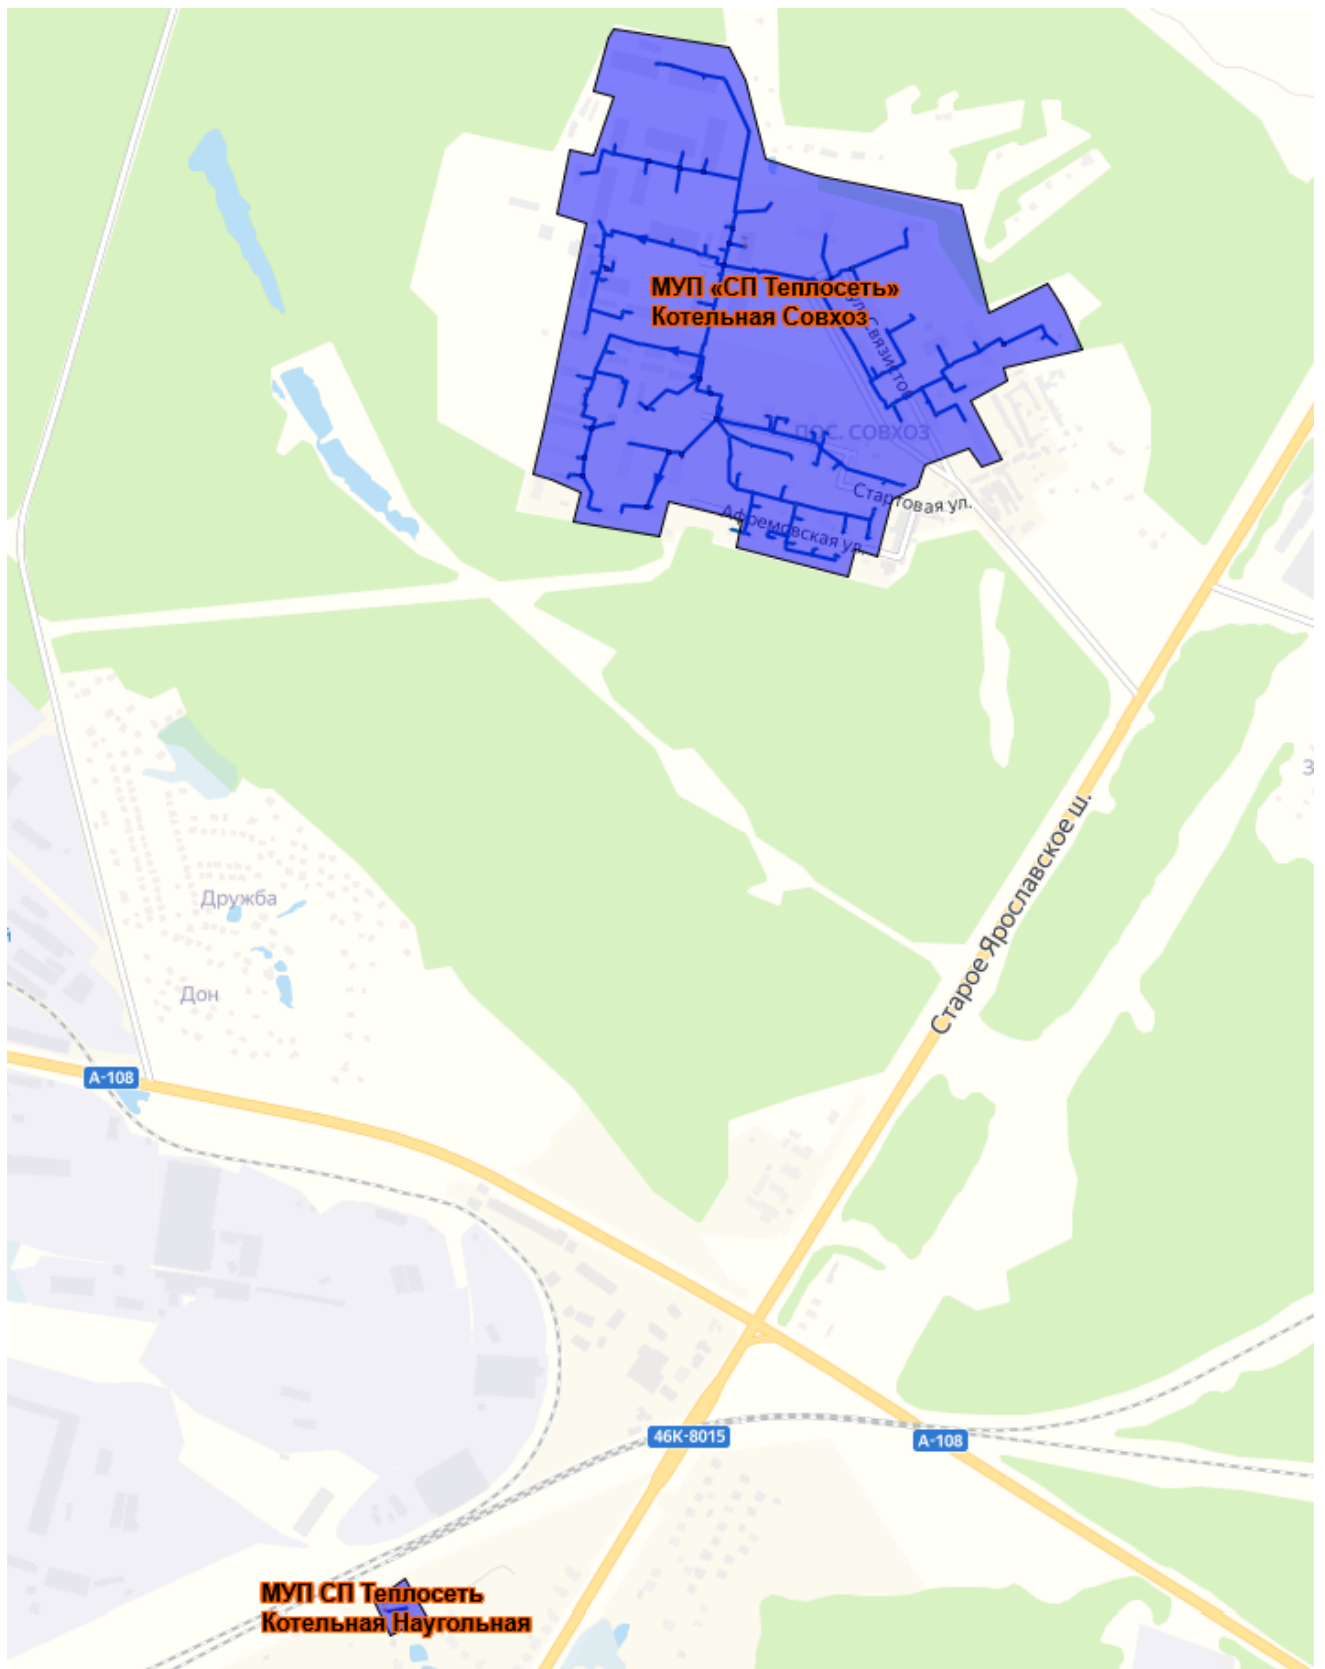 МУП «СП Теплосеть»
Котельная Совхоз
ул. Связистов
ПОС. СОВХОЗ
Стартовая ул.
Афремовская ул.
Старое Ярославское ш.
Дружба
Дон
А-108
46К-8015
А-108
МУП СП Теплосеть
Котельная Наугольная